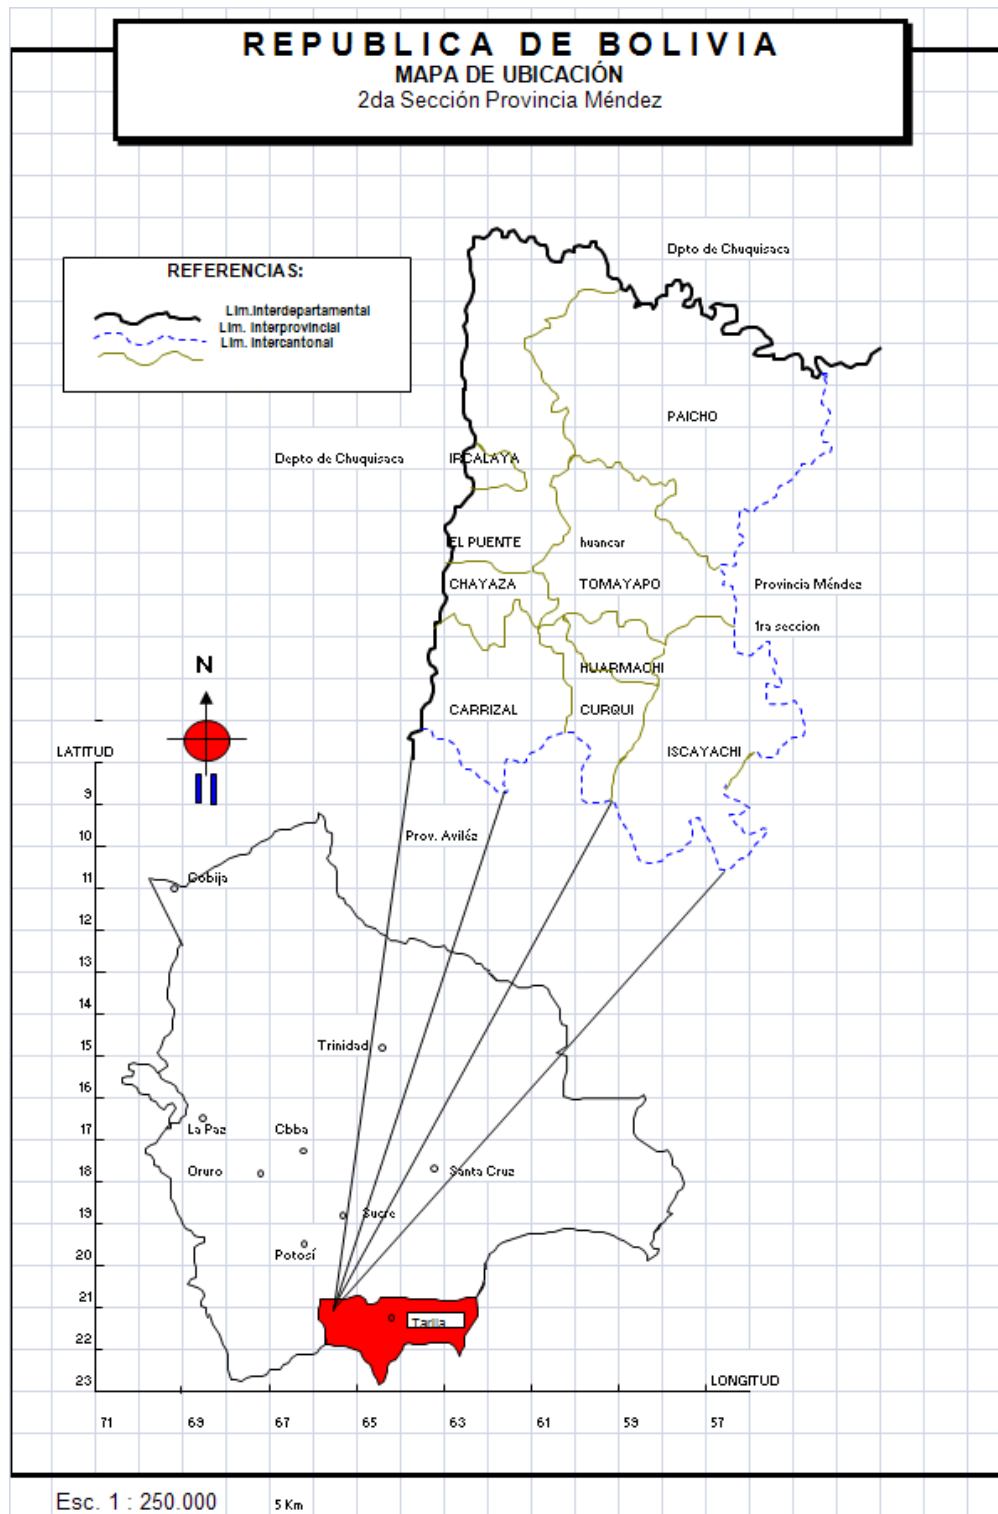 REPUBLICA DE BOLIVIA
MAPA DE UBICACIÓN
2da Sección Provincia Méndez
Dpto de Chuquisaca
REFERENCIAS:
Lim.Interdepartamental
Lim. Interprovincial
Lim. Intercantonal
PAICHO
Depto de Chuquisaca
IRCALAYA
EL PUENTE
huancar
CHAYAZA
TOMAYAPO
Provincia Méndez
1ra seccion
N
HUARMACHI
CARRIZAL
CURQUI
ISCAYACHI
LATITUD
9
Prov. Aviléz
10
11
Cobija
12
13
14
15
Trinidad
16
17
La Paz
Cbba
18
Oruro
Santa Cruz
19
Sucre
20
Potosí
21
Tarija
22
23
LONGITUD
71
69
67
65
63
61
59
57
Esc. 1 : 250.000
5 Km